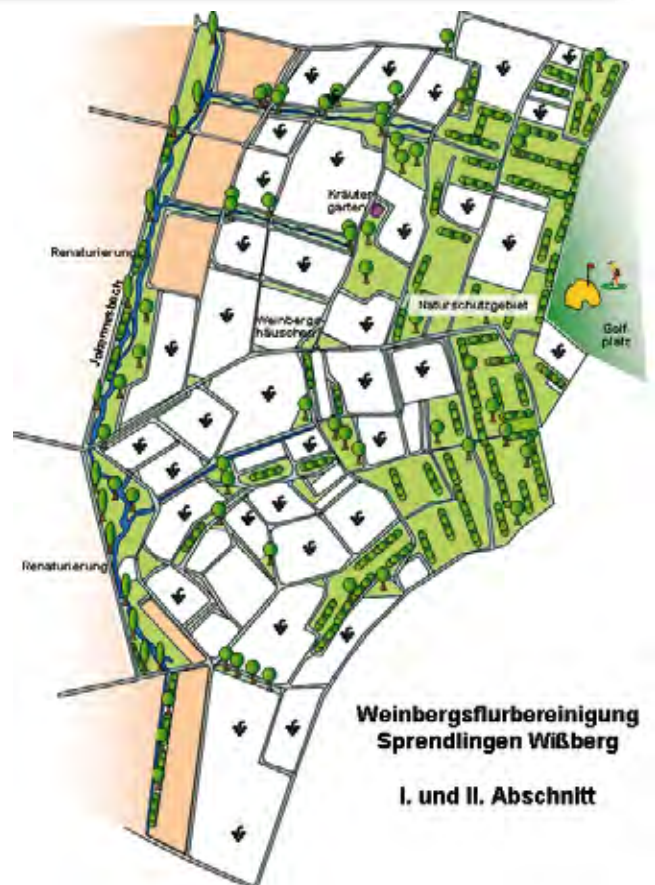 Kräuter
garten
Renaturierung
Naturschutzgebiet
Weinbergs
häuschen
Golf
platz
Renaturierung
Weinbergsflurbereinigung
Sprendlingen Wißberg
I. und II. Abschnitt